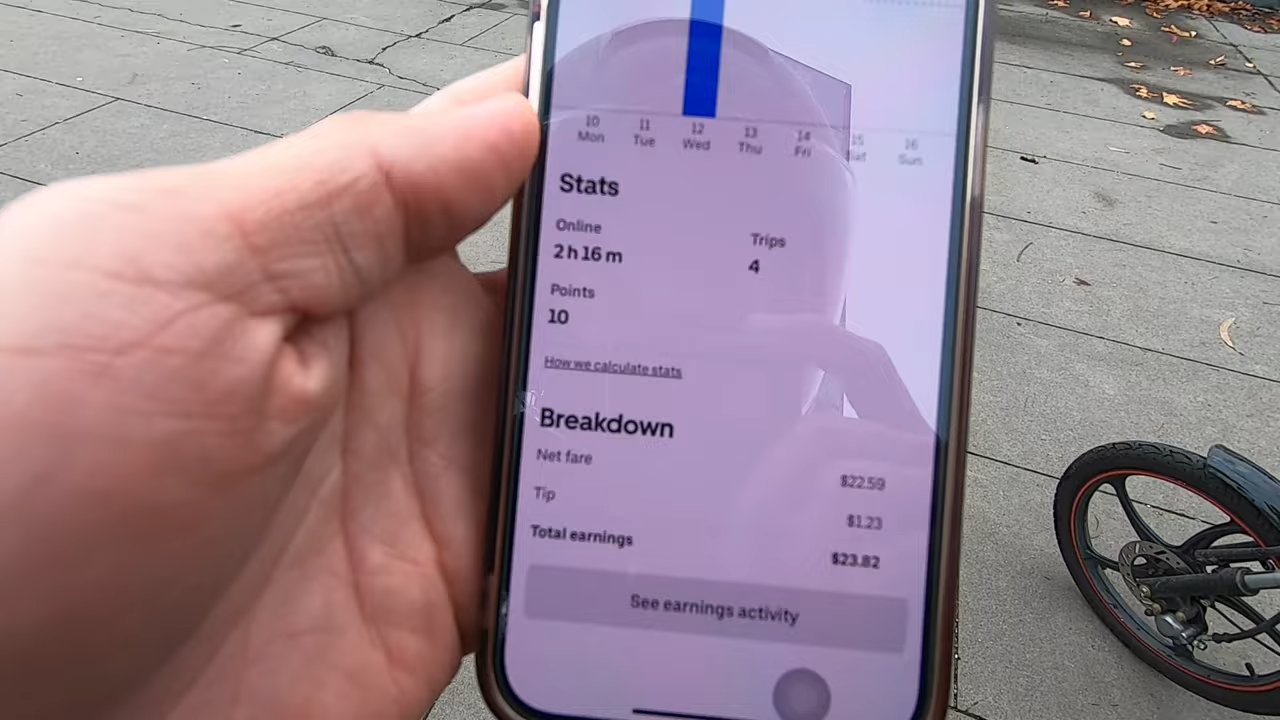 10 11 12 13 14 15 16
Mon Tue Wed Thu Fri Sat Sun
Stats
Online Trips
2 h 16 m 4
Points
10
How we calculate stats
Breakdown
Net fare $22.59
Tip $1.23
Total earnings $23.82
See earnings activity